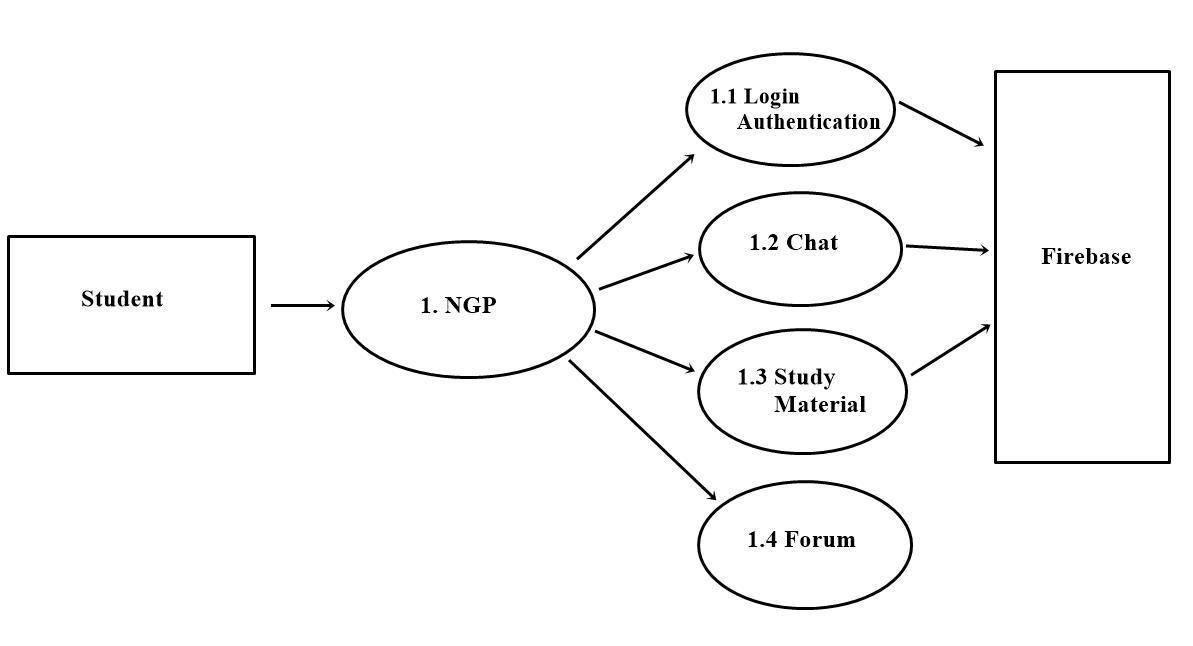 Student
1. NGP
1.1 Login
Authentication
1.2 Chat
1.3 Study
Material
1.4 Forum
Firebase